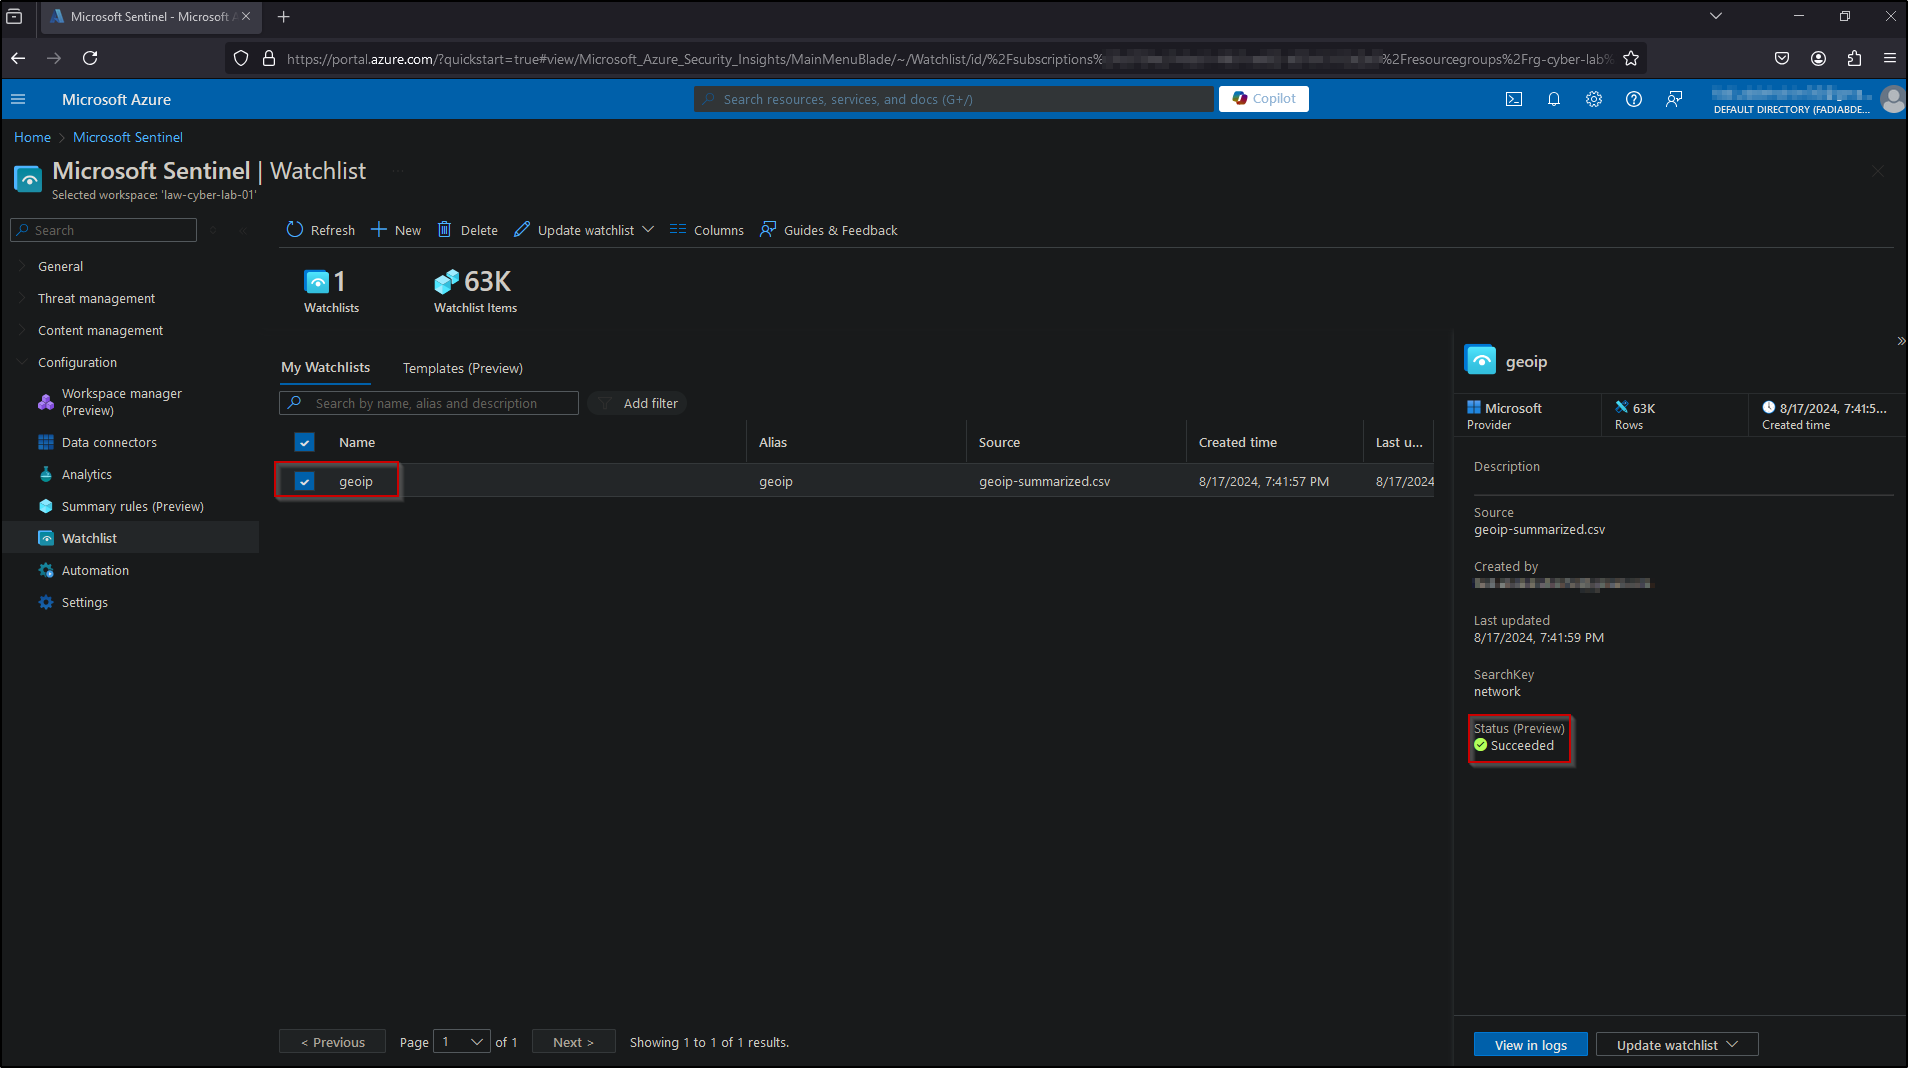 Microsoft Sentinel - Microsoft A
https://portal.azure.com/?quickstart=true#view/Microsoft_Azure_Security_Insights/MainMenuBlade/~/Watchlist/id/%2Fsubscriptions% %2Fresourcegroups%2Frg-cyber-lab%
Microsoft Azure
Search resources, services, and docs (G+/)
Copilot
DEFAULT DIRECTORY (FADIABDE...
Home > Microsoft Sentinel
Microsoft Sentinel | Watchlist ...
Selected workspace: 'law-cyber-lab-01'
Search
Refresh
New
Delete
Update watchlist
Columns
Guides & Feedback
General
Threat management
Content management
Configuration
Workspace manager
(Preview)
Data connectors
Analytics
Summary rules (Preview)
Watchlist
Automation
Settings
1
Watchlists
63K
Watchlist Items
My Watchlists
Templates (Preview)
Search by name, alias and description
Add filter
Name Alias Source Created time Last u...
geoip geoip geoip-summarized.csv 8/17/2024, 7:41:57 PM 8/17/2024
< Previous Page 1 of 1 Next > Showing 1 to 1 of 1 results.
geoip
Microsoft
Provider
63K
Rows
8/17/2024, 7:41:5...
Created time
Description
Source
geoip-summarized.csv
Created by
Last updated
8/17/2024, 7:41:59 PM
SearchKey
network
Status (Preview)
Succeeded
View in logs
Update watchlist